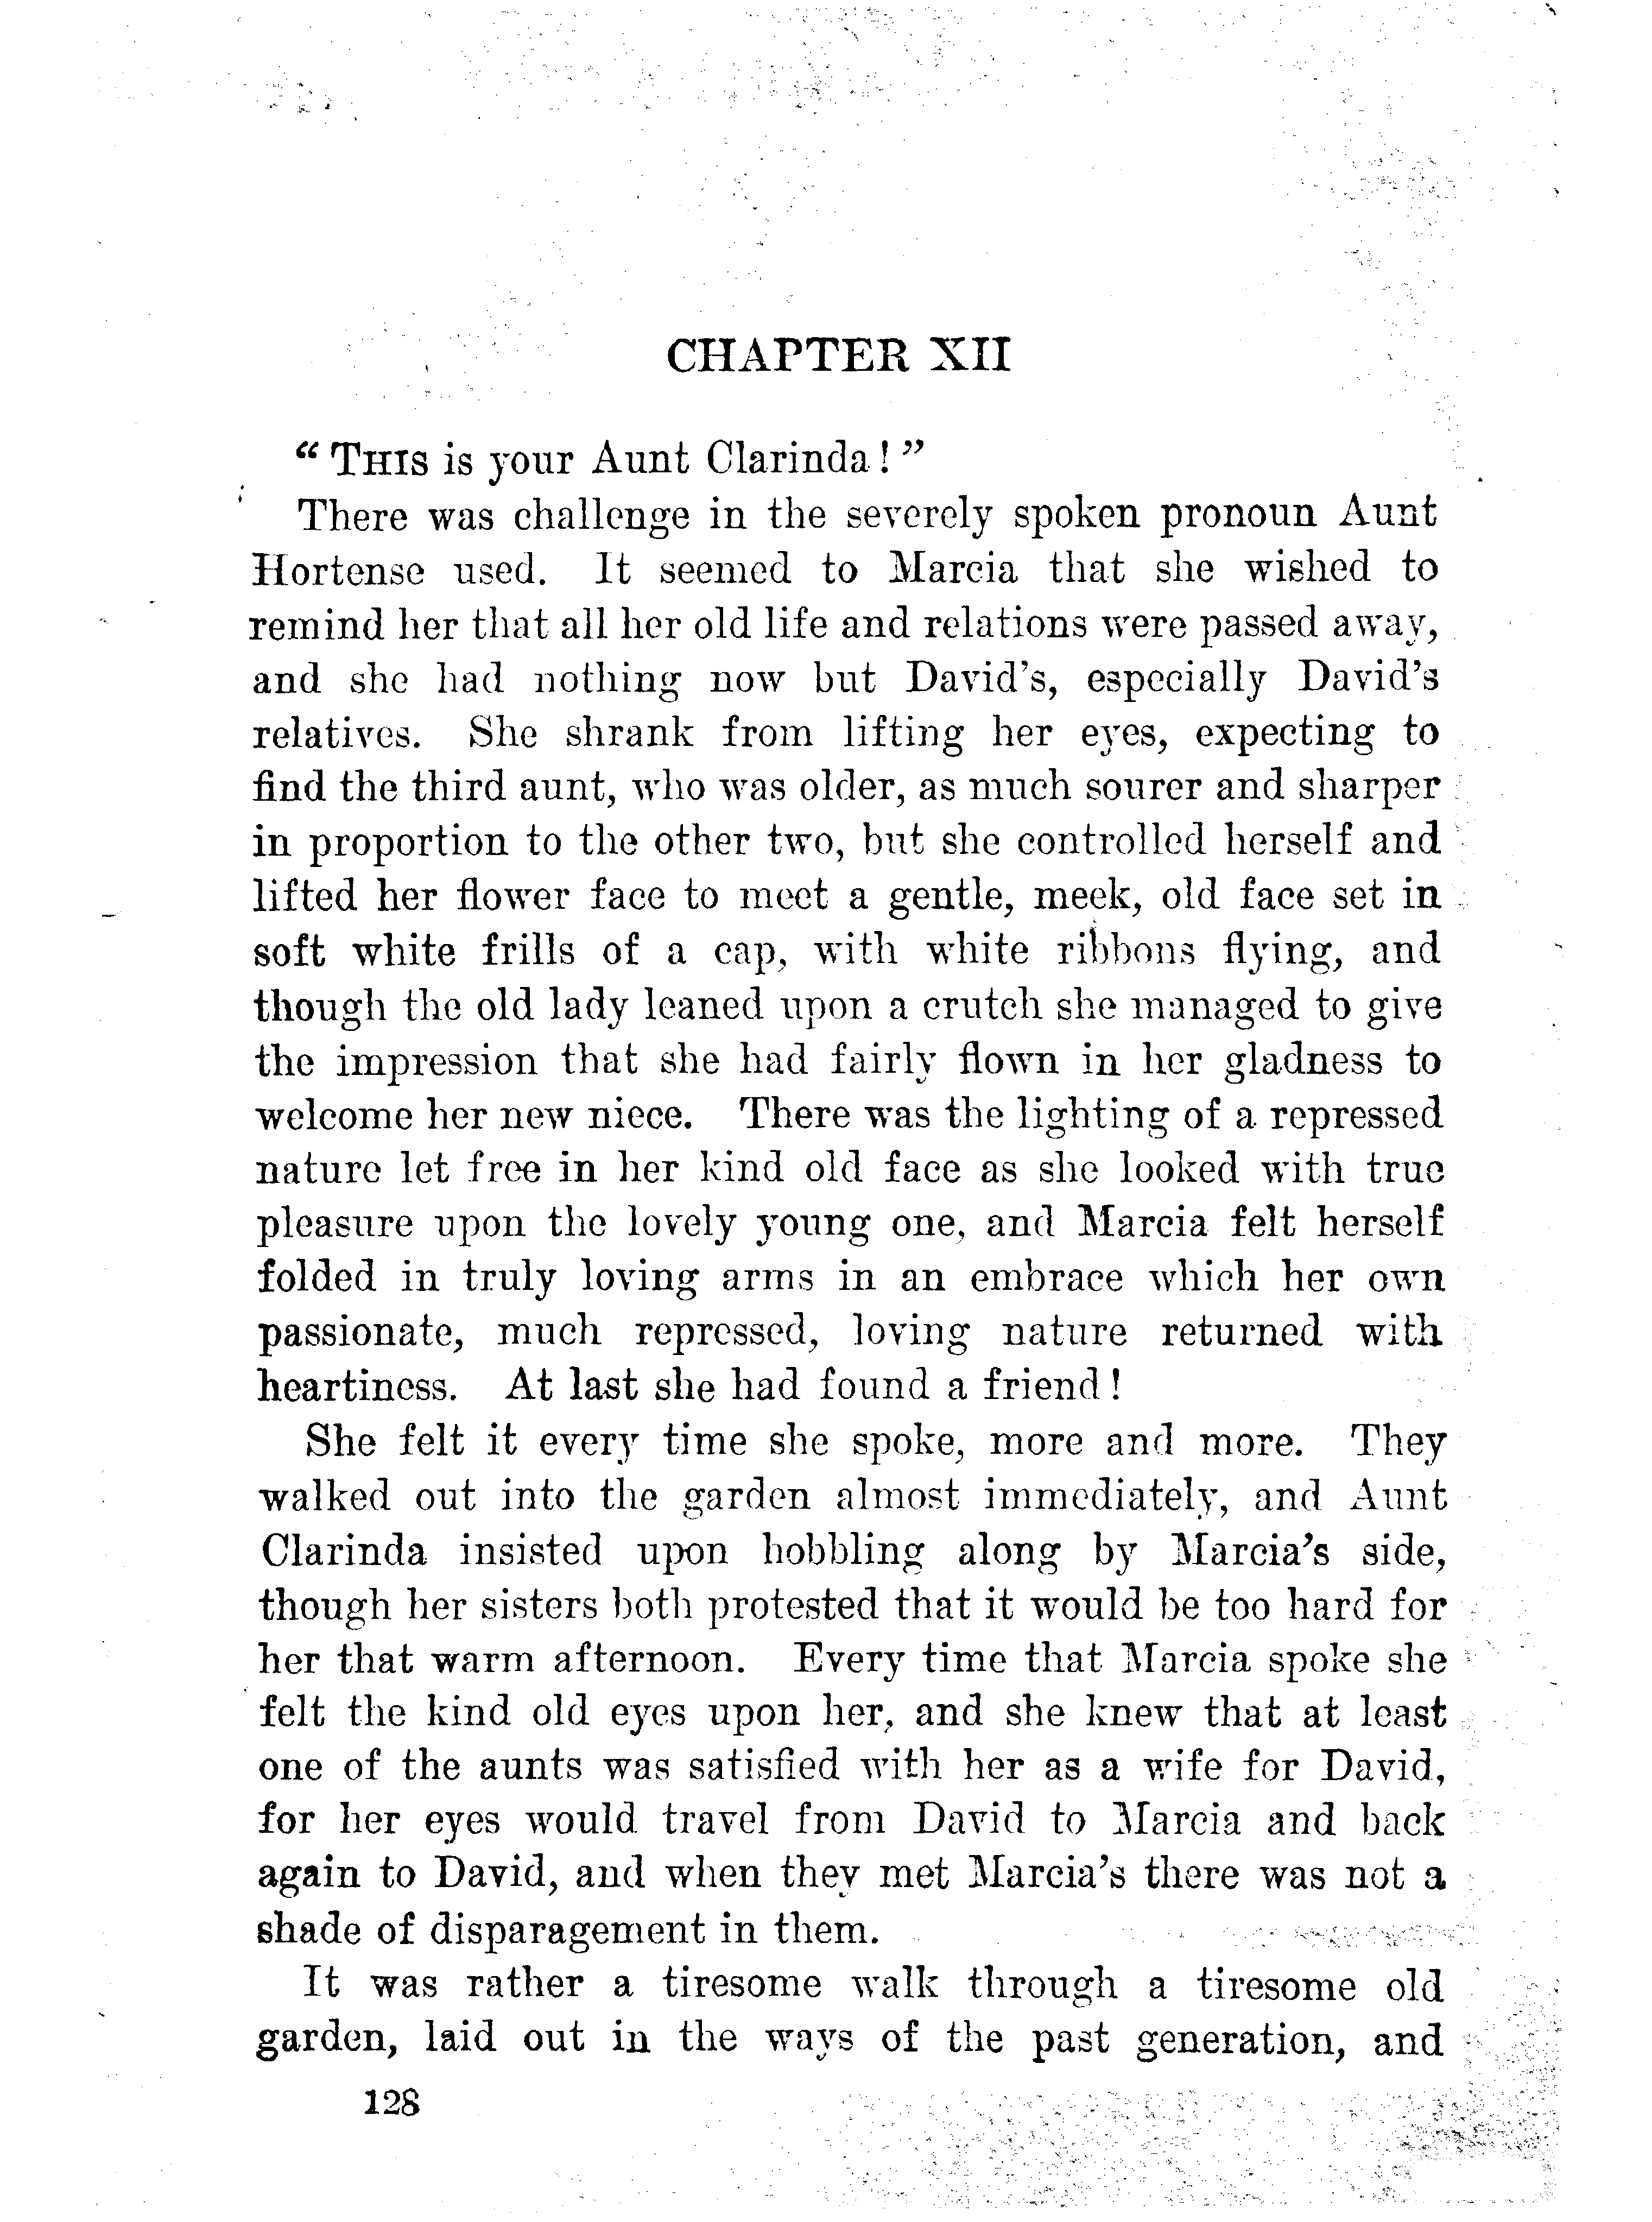 CHAPTER XII
“THIS is your Aunt Clarinda!”
There was challenge in the severely spoken pronoun Aunt
Hortense used. It seemed to Marcia that she wished to
remind her that all her old life and relations were passed away,
and she had nothing now but David's, especially David's
relatives. She shrank from lifting her eyes, expecting to
find the third aunt, who was older, as much sourer and sharper
in proportion to the other two, but she controlled herself and
lifted her flower face to meet a gentle, meek, old face set in
soft white frills of a cap, with white ribbons flying, and
though the old lady leaned upon a crutch she managed to give
the impression that she had fairly flown in her gladness to
welcome her new niece. There was the lighting of a repressed
nature let free in her kind old face as she looked with true
pleasure upon the lovely young one, and Marcia felt herself
folded in truly loving arms in an embrace which her own
passionate, much repressed, loving nature returned with
heartiness. At last she had found a friend!
She felt it every time she spoke, more and more. They
walked out into the garden almost immediately, and Aunt
Clarinda insisted upon hobbling along by Marcia's side,
though her sisters both protested that it would be too hard for
her that warm afternoon. Every time that Marcia spoke she
felt the kind old eyes upon her, and she knew that at least
one of the aunts was satisfied with her as a wife for David,
for her eyes would travel from David to Marcia and back
again to David, and when they met Marcia's there was not a
shade of disparagement in them.
It was rather a tiresome walk through a tiresome old
garden, laid out in the ways of the past generation, and
128